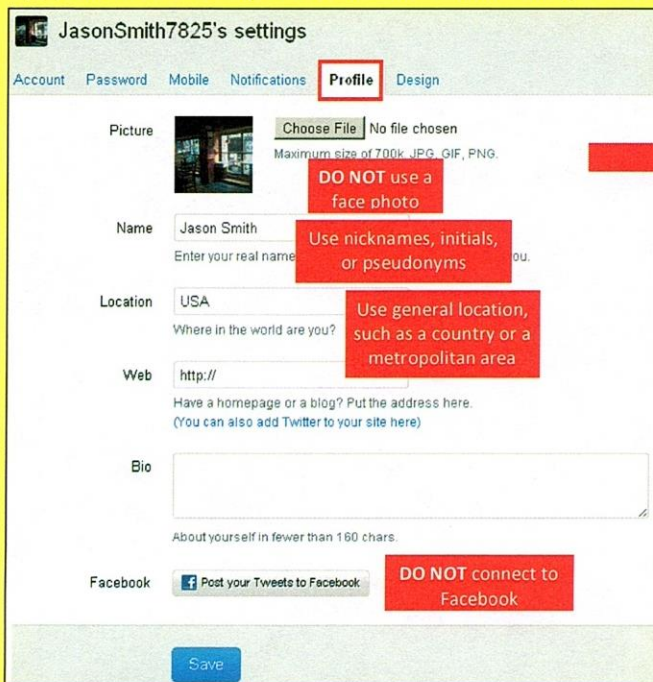 JasonSmith7825's settings
Account Password Mobile Notifications Profile Design
Picture
Choose File No file chosen
Maximum size of 700k. JPG, GIF, PNG.
DO NOT use a
face photo
Name
Jason Smith
Enter your real name
ou.
Use nicknames, initials,
or pseudonyms
Location
USA
Where in the world are you?
Use general location,
such as a country or a
metropolitan area
Web
http://
Have a homepage or a blog? Put the address here.
(You can also add Twitter to your site here)
Bio
About yourself in fewer than 160 chars.
Facebook
f Post your Tweets to Facebook
DO NOT connect to
Facebook
Save